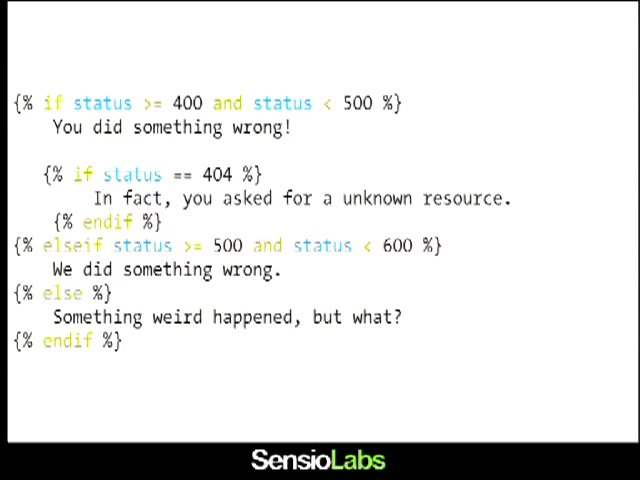 {% if status >= 400 and status < 500 %}
You did something wrong!
{% if status == 404 %}
In fact, you asked for a unknown resource.
{% endif %}
{% elseif status >= 500 and status < 600 %}
We did something wrong.
{% else %}
Something weird happened, but what?
{% endif %}
SensioLabs